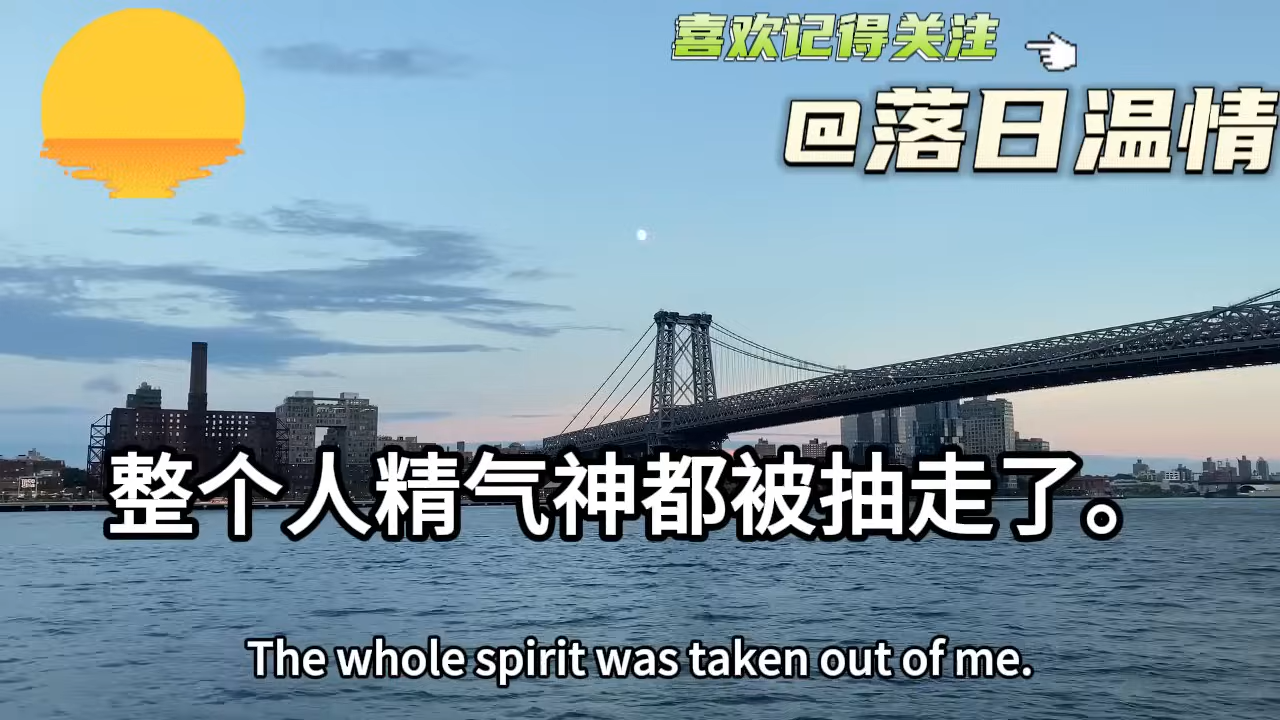 喜欢记得关注
@落日温情
整个人精气神都被抽走了。
The whole spirit was taken out of me.